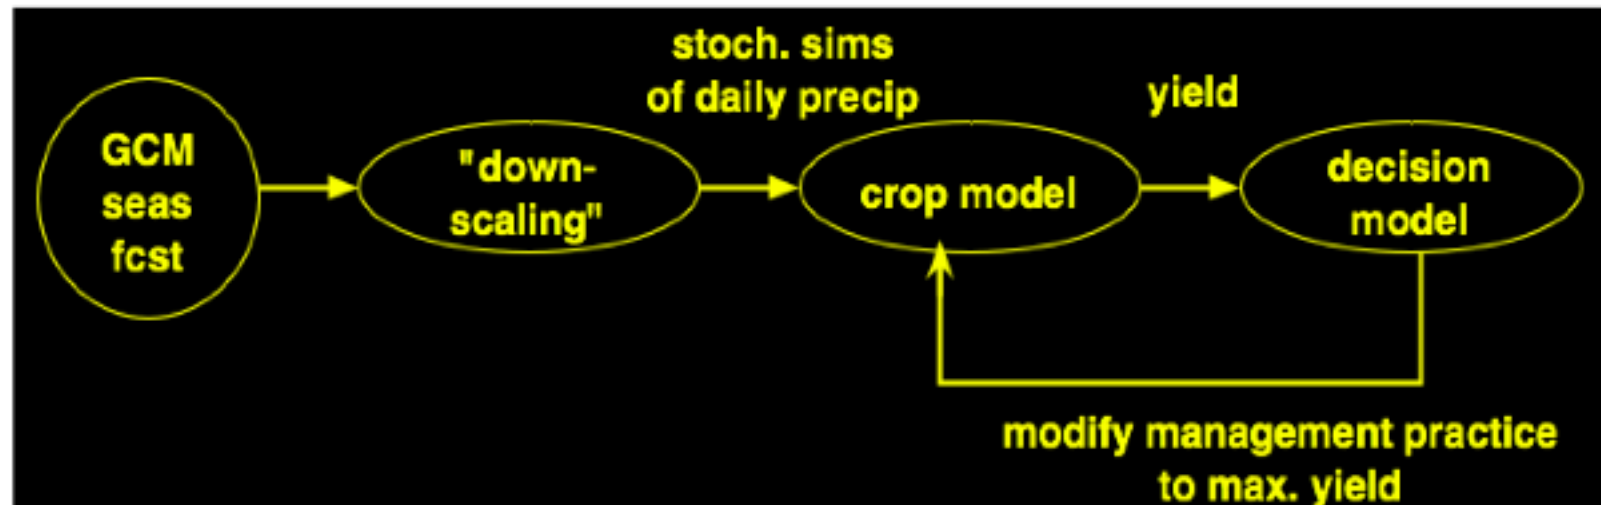 GCM
seas
fcst
"down-
scaling"
stoch. sims
of daily precip
crop model
yield
decision
model
modify management practice
to max. yield